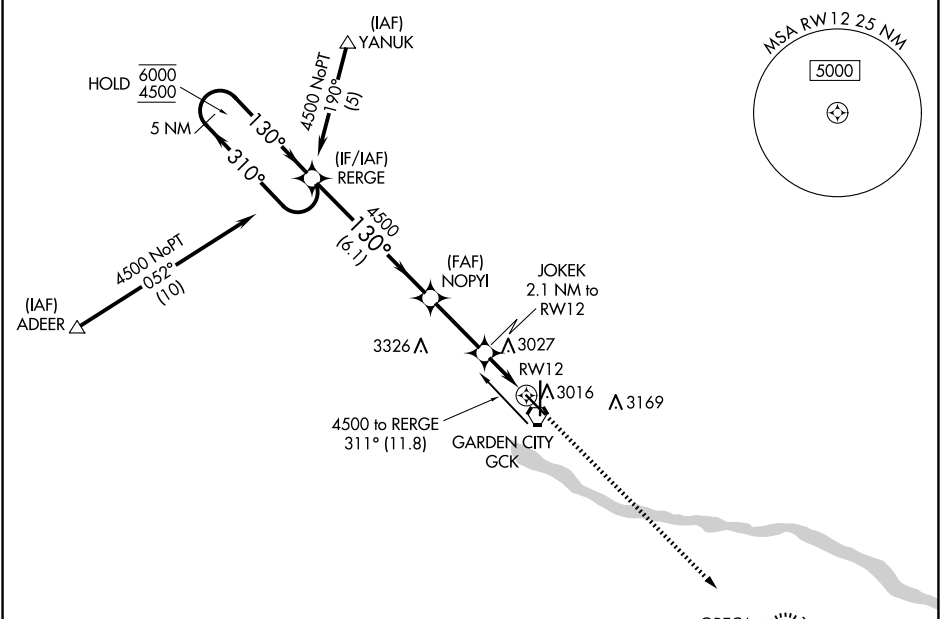 (IAF)
YANUK
MSA RW12 25 NM
5000
HOLD 6000
4500
5 NM
4500 NoPT
190°
(5)
130°
310°
(IF/IAF)
RERGE
4500
130°
(6.1)
4500 NoPT
052°
(10)
(IAF)
ADEER
(FAF)
NOPYI
JOKEK
2.1 NM to
RW12
3326
3027
RW12
3016
3169
4500 to RERGE
311° (11.8)
GARDEN CITY
GCK